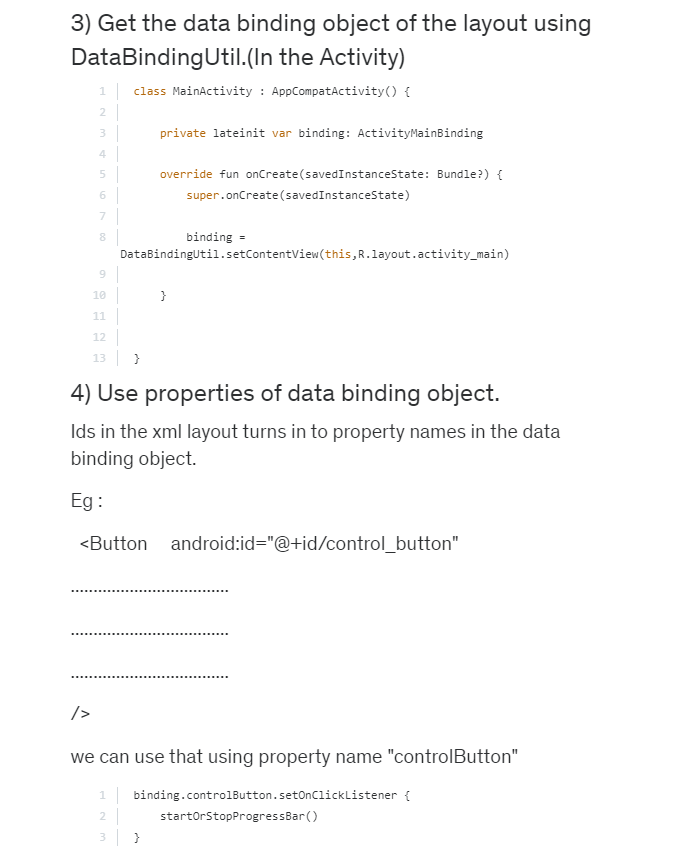 3) Get the data binding object of the layout using
DataBindingUtil.(In the Activity)
1 class MainActivity : AppCompatActivity() {
2
3 private lateinit var binding: ActivityMainBinding
4
5 override fun onCreate(savedInstanceState: Bundle?) {
6 super.onCreate(savedInstanceState)
7
8 binding =
DataBindingUtil.setContentView(this,R.layout.activity_main)
9
10 }
11
12
13 }
4) Use properties of data binding object.
Ids in the xml layout turns in to property names in the data
binding object.
Eg :
<Button android:id="@+id/control_button"
...................................
...................................
...................................
/>
we can use that using property name "controlButton"
1 binding.controlButton.setOnClickListener {
2 startOrStopProgressBar()
3 }